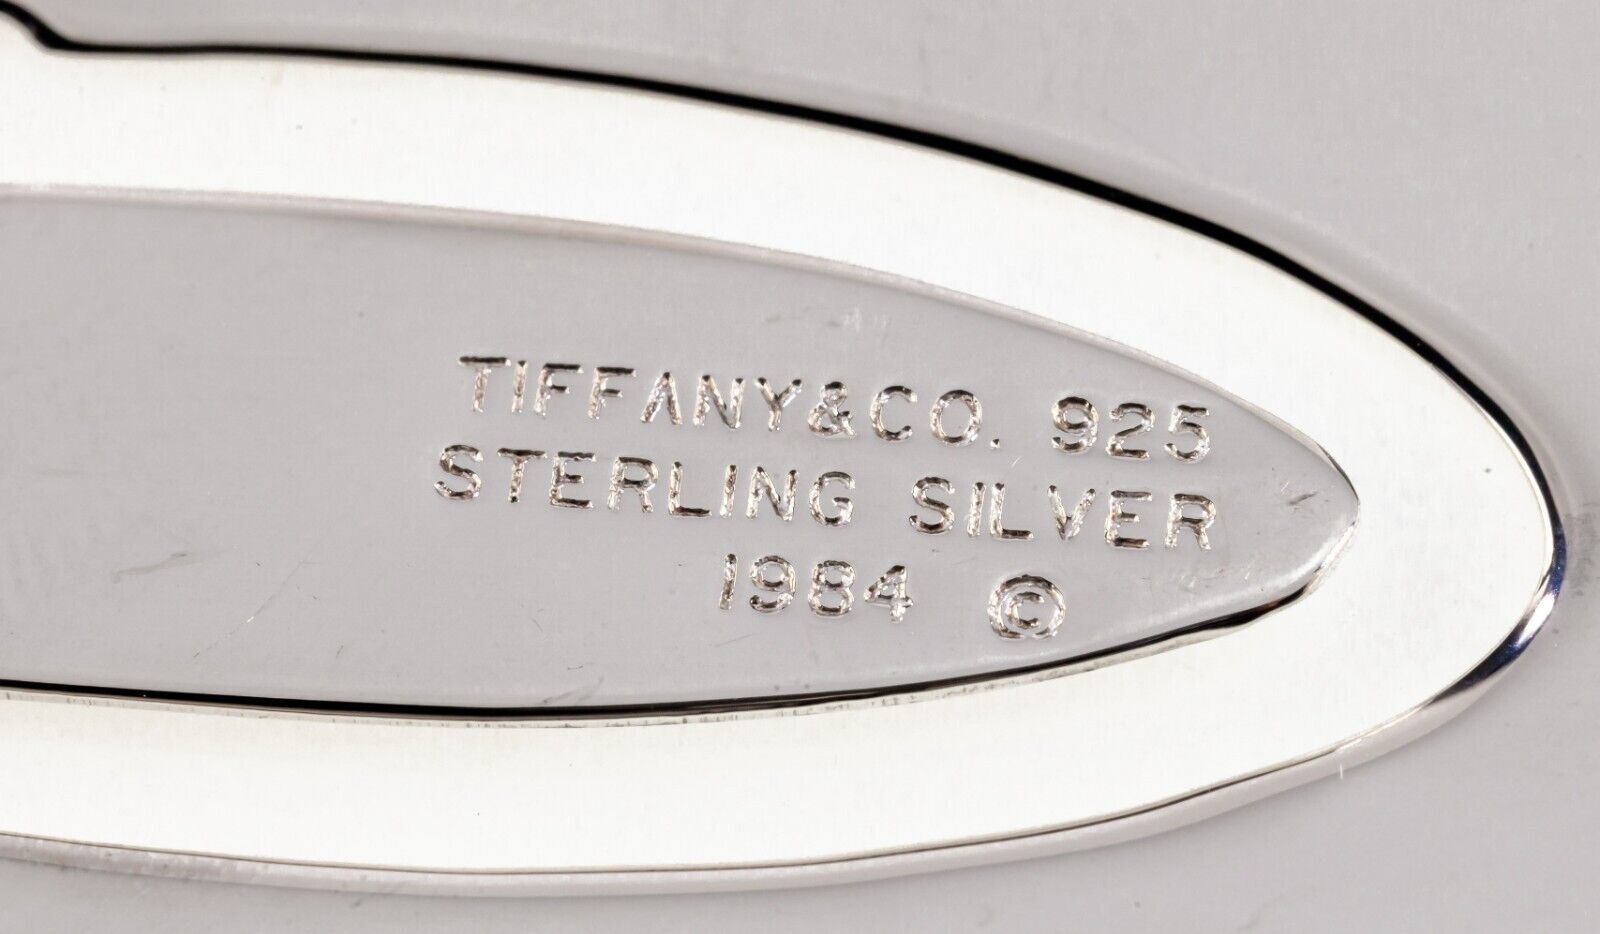 TIFFANY&CO. 925
STERLING SILVER
1984 ©